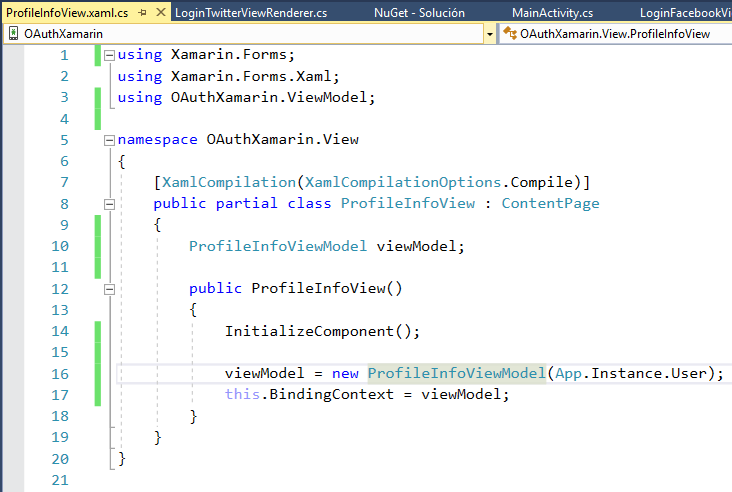 ProfileInfoView.xaml.cs LoginTwitterViewRenderer.cs NuGet - Solución MainActivity.cs LoginFacebookVi
OAuthXamarin OAuthXamarin.View.ProfileInfoView
1 using Xamarin.Forms;
2 using Xamarin.Forms.Xaml;
3 using OAuthXamarin.ViewModel;
4
5 namespace OAuthXamarin.View
6 {
7 [XamlCompilation(XamlCompilationOptions.Compile)]
8 public partial class ProfileInfoView : ContentPage
9 {
10 ProfileInfoViewModel viewModel;
11
12 public ProfileInfoView()
13 {
14 InitializeComponent();
15
16 viewModel = new ProfileInfoViewModel(App.Instance.User);
17 this.BindingContext = viewModel;
18 }
19 }
20 }
21